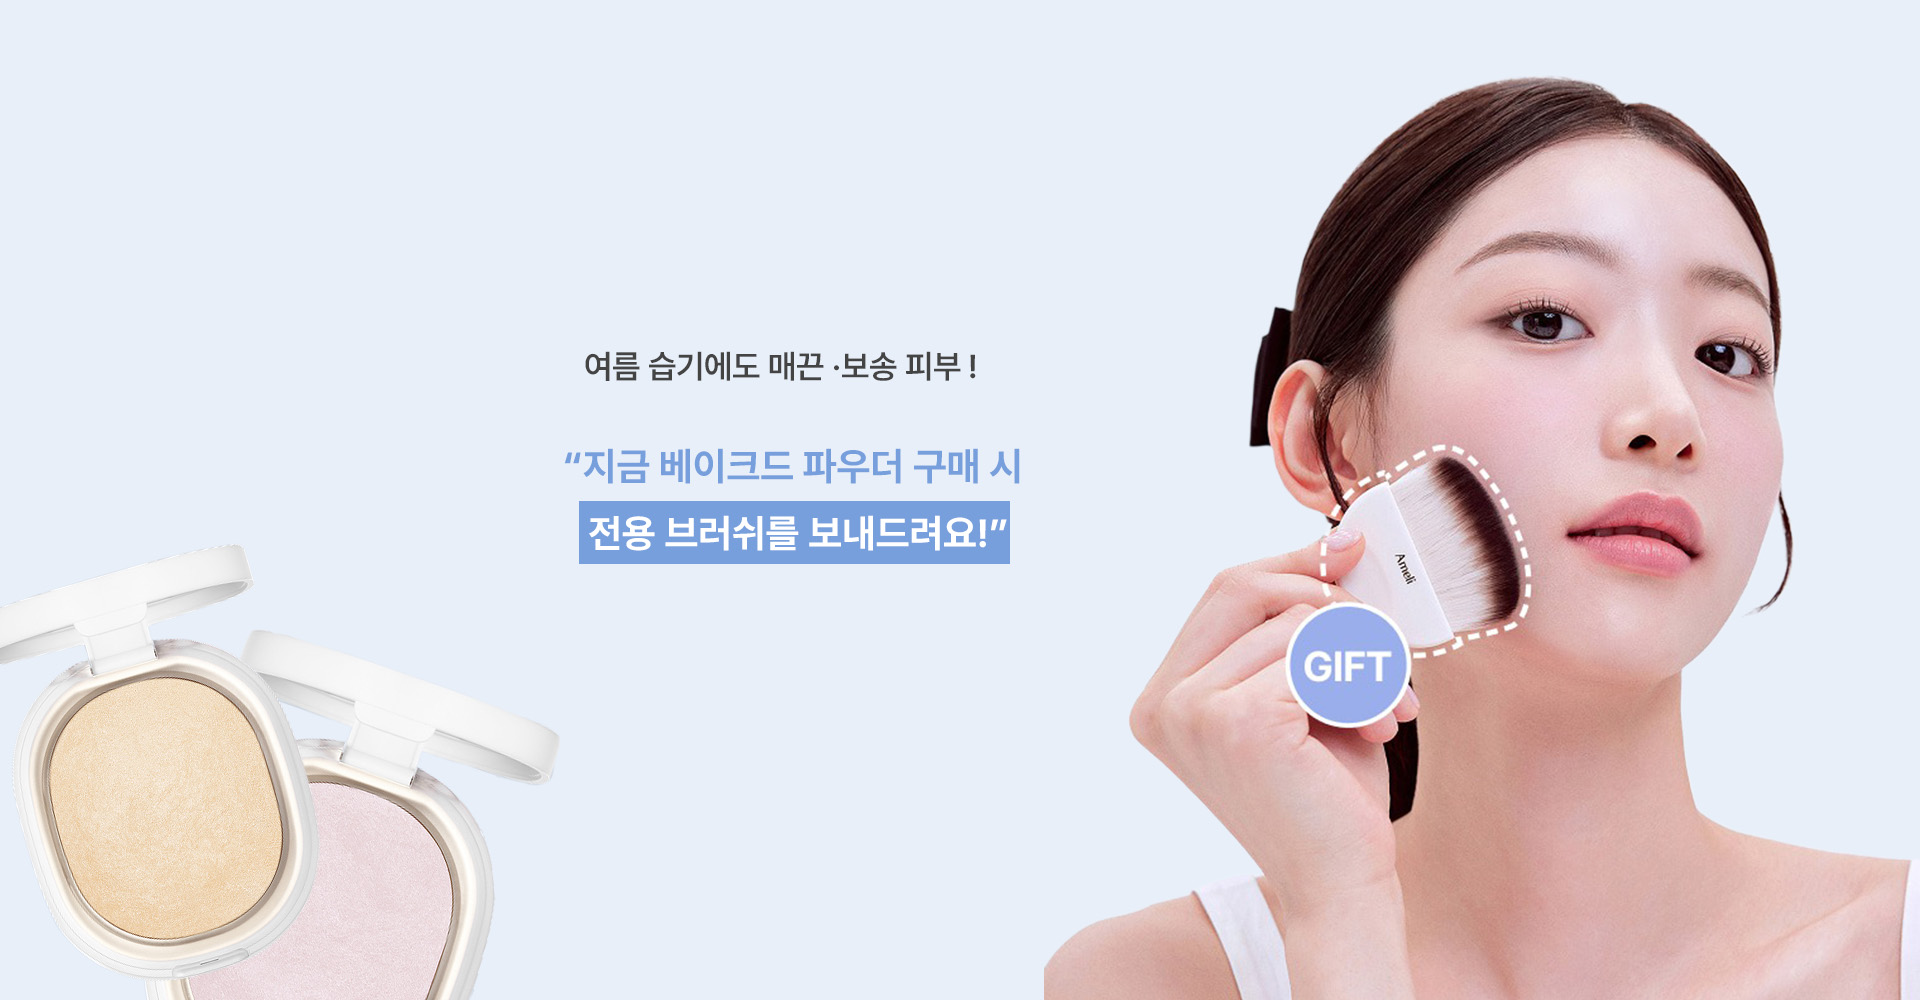 여름 습기에도 매끈 ·보송 피부 !
“지금 베이크드 파우더 구매 시
전용 브러쉬를 보내드려요!”
Ameli
GIFT